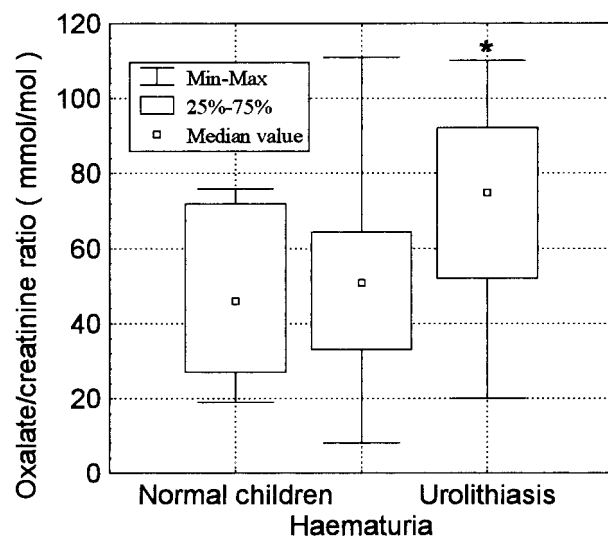 Oxalate/creatinine ratio ( mmol/mol )
120
100
80
60
40
20
0
Min-Max
25%-75%
Median value
*
Normal children
Haematuria
Urolithiasis